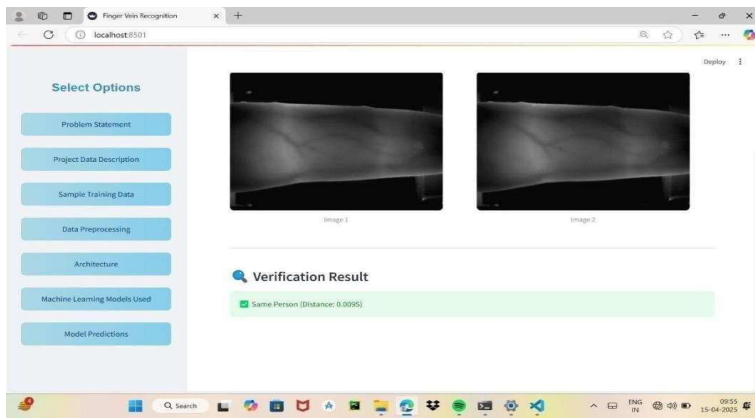 Finger Vein Recognition
localhost:8501
Deploy
Select Options
Problem Statement
Project Data Description
Sample Training Data
Data Preprocessing
Architecture
Machine Learning Models Used
Model Predictions
Image 1
Image 2
Verification Result
Same Person (Distance: 0.0095)
Search
ENG
IN
09:55
15-04-2025